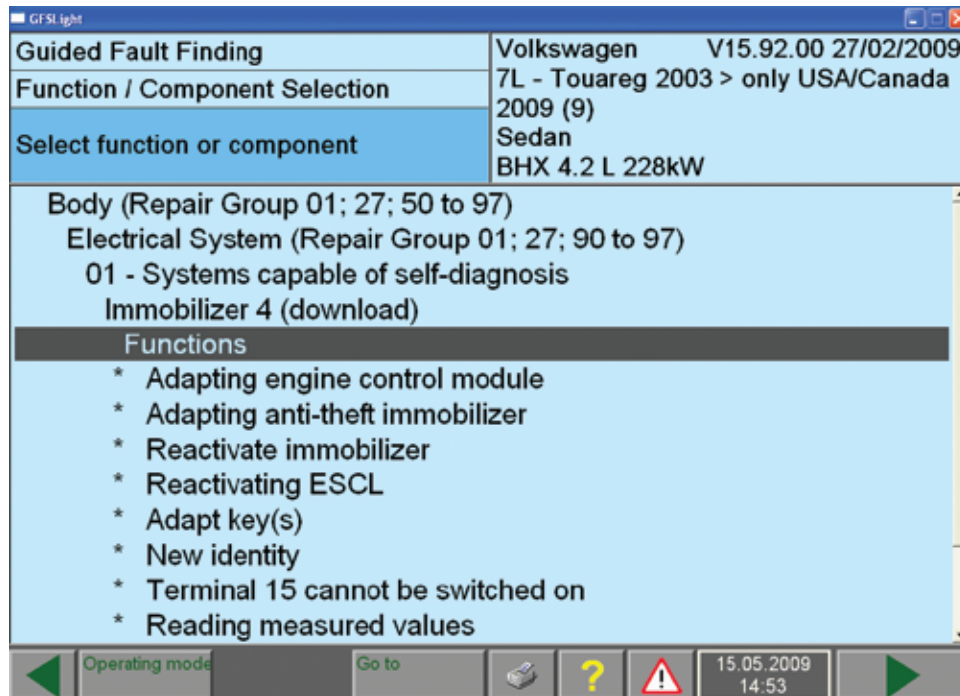 GFSLight
Guided Fault Finding
Function / Component Selection
Select function or component
Volkswagen V15.92.00 27/02/2009
7L - Touareg 2003 > only USA/Canada
2009 (9)
Sedan
BHX 4.2 L 228kW
Body (Repair Group 01; 27; 50 to 97)
Electrical System (Repair Group 01; 27; 90 to 97)
01 - Systems capable of self-diagnosis
Immobilizer 4 (download)
Functions
* Adapting engine control module
* Adapting anti-theft immobilizer
* Reactivate immobilizer
* Reactivating ESCL
* Adapt key(s)
* New identity
* Terminal 15 cannot be switched on
* Reading measured values
Operating mode
Go to
?
!
15.05.2009
14:53